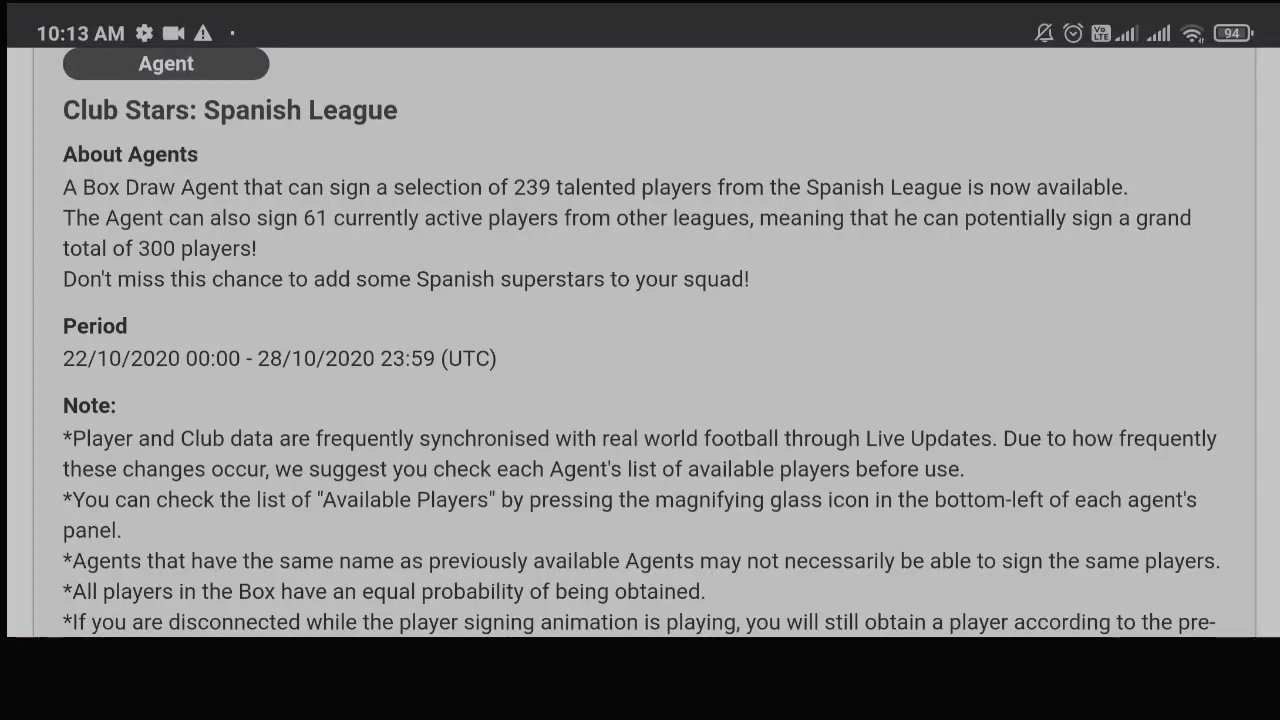 10:13 AM
Vo LTE
94
Agent
Club Stars: Spanish League
About Agents
A Box Draw Agent that can sign a selection of 239 talented players from the Spanish League is now available.
The Agent can also sign 61 currently active players from other leagues, meaning that he can potentially sign a grand
total of 300 players!
Don't miss this chance to add some Spanish superstars to your squad!
Period
22/10/2020 00:00 - 28/10/2020 23:59 (UTC)
Note:
*Player and Club data are frequently synchronised with real world football through Live Updates. Due to how frequently
these changes occur, we suggest you check each Agent's list of available players before use.
*You can check the list of "Available Players" by pressing the magnifying glass icon in the bottom-left of each agent's
panel.
*Agents that have the same name as previously available Agents may not necessarily be able to sign the same players.
*All players in the Box have an equal probability of being obtained.
*If you are disconnected while the player signing animation is playing, you will still obtain a player according to the pre-